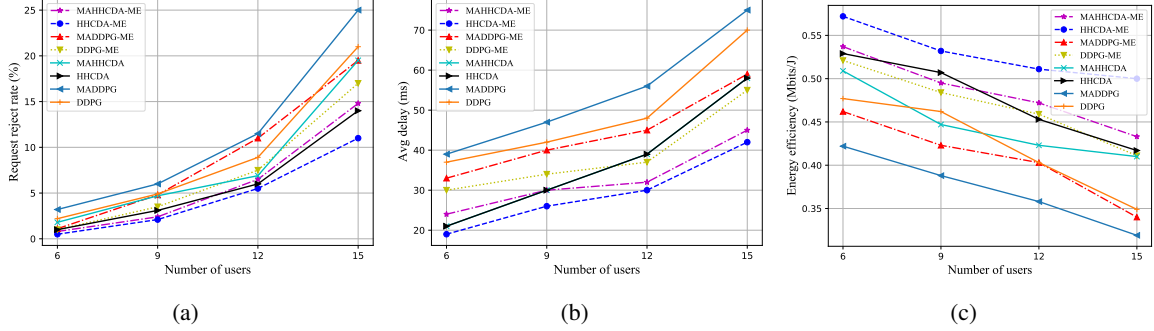 25
20
15
10
5
0
Request reject rate (%)
MAHHCDA-ME
HHCDA-ME
MADDPG-ME
DDPG-ME
MAHHCDA
HHCDA
MADDPG
DDPG
6
9
12
15
Number of users
(a)
70
60
50
40
30
20
Avg delay (ms)
MAHHCDA-ME
HHCDA-ME
MADDPG-ME
DDPG-ME
MAHHCDA
HHCDA
MADDPG
DDPG
6
9
12
15
Number of users
(b)
0.55
0.50
0.45
0.40
0.35
Energy efficiency (Mbits/J)
MAHHCDA-ME
HHCDA-ME
MADDPG-ME
DDPG-ME
MAHHCDA
HHCDA
MADDPG
DDPG
6
9
12
15
Number of users
(c)